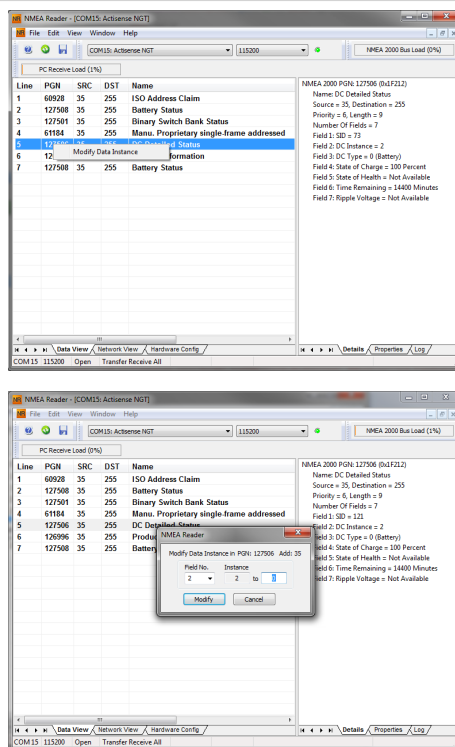 NMEA Reader - [COM15: Actisense NGT]
File Edit View Window Help
COM15: Actisense NGT 115200 NMEA 2000 Bus Load (0%)
PC Receive Load (1%)
Line PGN SRC DST Name
1 60928 35 255 ISO Address Claim
2 127508 35 255 Battery Status
3 127501 35 255 Binary Switch Bank Status
4 61184 35 255 Manu. Proprietary single-frame addressed
5 127506 35 255 DC Detailed Status
Modify Data Instance
6 12 formation
7 127508 35 255 Battery Status
NMEA 2000 PGN: 127506 (0x1F212)
Name: DC Detailed Status
Source = 35, Destination = 255
Priority = 6, Length = 9
Number Of Fields = 7
Field 1: SID = 73
Field 2: DC Instance = 2
Field 3: DC Type = 0 (Battery)
Field 4: State of Charge = 100 Percent
Field 5: State of Health = Not Available
Field 6: Time Remaining = 14400 Minutes
Field 7: Ripple Voltage = Not Available
Data View Network View Hardware Config Details Properties Log
COM15 115200 Open Transfer Receive All
NMEA Reader - [COM15: Actisense NGT]
File Edit View Window Help
COM15: Actisense NGT 115200 NMEA 2000 Bus Load (1%)
PC Receive Load (0%)
Line PGN SRC DST Name
1 60928 35 255 ISO Address Claim
2 127508 35 255 Battery Status
3 127501 35 255 Binary Switch Bank Status
4 61184 35 255 Manu. Proprietary single-frame addressed
5 127506 35 255 DC Detailed Status
6 126996 35 255 Produ
7 127508 35 255 Battery
NMEA Reader
Modify Data Instance in PGN: 127506 Add: 35
Field No. Instance
2 2 to 0
Modify Cancel
NMEA 2000 PGN: 127506 (0x1F212)
Name: DC Detailed Status
Source = 35, Destination = 255
Priority = 6, Length = 9
Number Of Fields = 7
Field 1: SID = 121
Field 2: DC Instance = 2
Field 3: DC Type = 0 (Battery)
Field 4: State of Charge = 100 Percent
Field 5: State of Health = Not Available
Field 6: Time Remaining = 14400 Minutes
Field 7: Ripple Voltage = Not Available
Data View Network View Hardware Config Details Properties Log
COM15 115200 Open Transfer Receive All